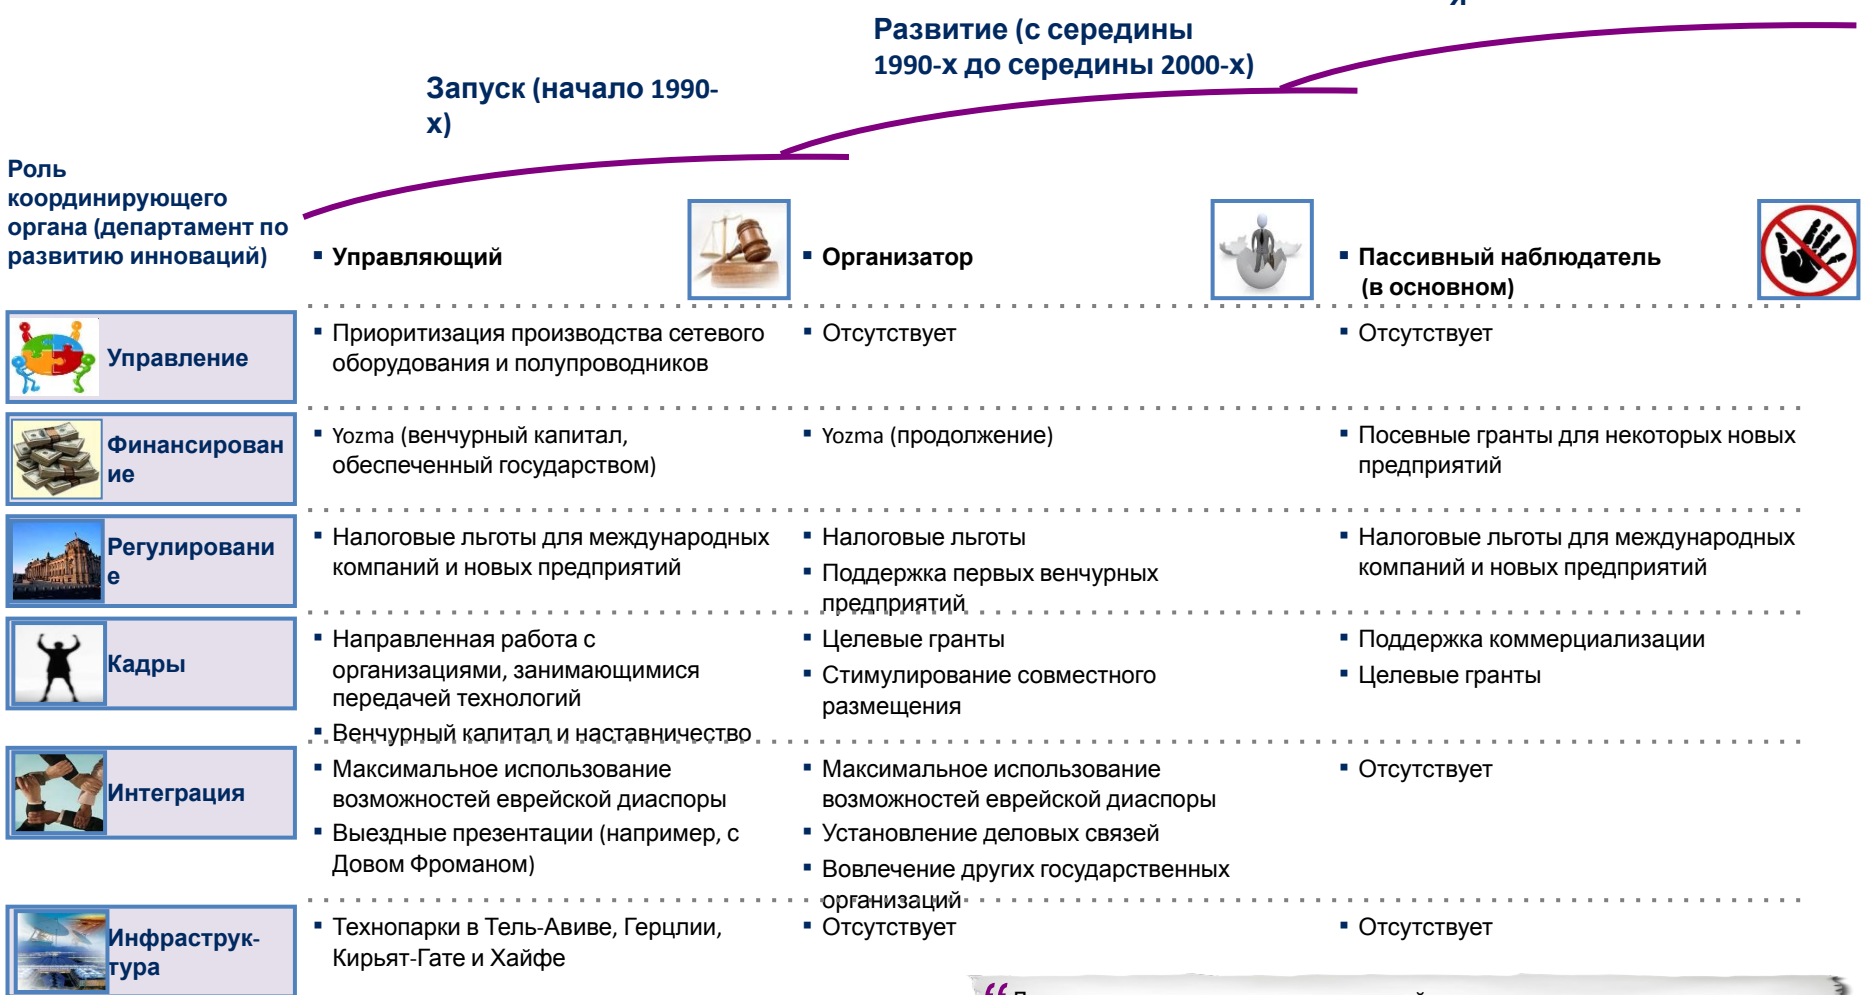 Развитие (с середины
1990-х до середины 2000-х)
Запуск (начало 1990-
х)
Роль
координирующего
органа (департамент по
развитию инноваций)
▪ Управляющий
▪ Организатор
▪ Пассивный наблюдатель
(в основном)
Управление
▪ Приоритизация производства сетевого
оборудования и полупроводников
▪ Отсутствует
▪ Отсутствует
Финансирован
ие
▪ Yozma (венчурный капитал,
обеспеченный государством)
▪ Yozma (продолжение)
▪ Посевные гранты для некоторых новых
предприятий
Регулировани
е
▪ Налоговые льготы для международных
компаний и новых предприятий
▪ Налоговые льготы
▪ Поддержка первых венчурных
предприятий
▪ Налоговые льготы для международных
компаний и новых предприятий
Кадры
▪ Направленная работа с
организациями, занимающимися
передачей технологий
▪ Венчурный капитал и наставничество
▪ Целевые гранты
▪ Стимулирование совместного
размещения
▪ Поддержка коммерциализации
▪ Целевые гранты
Интеграция
▪ Максимальное использование
возможностей еврейской диаспоры
▪ Выездные презентации (например, с
Довом Фроманом)
▪ Максимальное использование
возможностей еврейской диаспоры
▪ Установление деловых связей
▪ Вовлечение других государственных
организаций
▪ Отсутствует
Инфраструк-
тура
▪ Технопарки в Тель-Авиве, Герцлии,
Кирьят-Гате и Хайфе
▪ Отсутствует
▪ Отсутствует